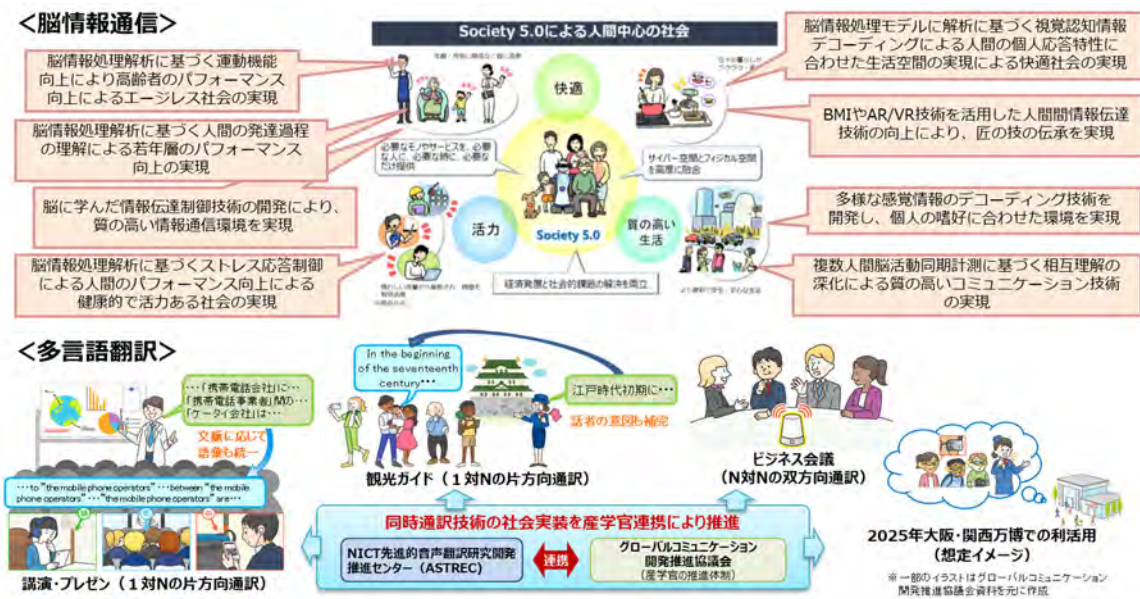 <脳情報通信>
脳情報処理解析に基づく運動機能
向上により高齢者のパフォーマンス
向上によるエージレス社会の実現
脳情報処理解析に基づく人間の発達過程
の理解による若年層のパフォーマンス
向上の実現
脳に学んだ情報伝達制御技術の開発により、
質の高い情報通信環境を実現
脳情報処理解析に基づくストレス応答制御
による人間のパフォーマンス向上による
健康的で活力ある社会の実現
Society 5.0による人間中心の社会
快適
必要なモノやサービスを、必要
な人に、必要な時に、必要な
だけ提供
サイバー空間とフィジカル空間
を高度に融合
活力
Society 5.0
質の高い
生活
経済発展と社会的課題の解決を両立
脳情報処理モデルに解析に基づく視覚認知情報
デコーディングによる人間の個人応答特性に
合わせた生活空間の実現による快適社会の実現
BMIやAR/VR技術を活用した人間間情報伝達
技術の向上により、匠の技の伝承を実現
多様な感覚情報のデコーディング技術を
開発し、個人の嗜好に合わせた環境を実現
複数人間脳活動同期計測に基づく相互理解の
深化による質の高いコミュニケーション技術
の実現
<多言語翻訳>
・・・「携帯電話会社」に・・・
「携帯電話事業者」間の・・・
「ケータイ会社」は・・・
文脈に応じて
語彙も統一
・・・to "the mobile phone operators" ・・・between "the mobile
phone operators" ・・・"the mobile phone operators" are・・・
講演・プレゼン(1対Nの片方向通訳)
In the beginning
of the seventeenth
century・・・
江戸時代初期に・・・
話者の意図も補完
観光ガイド(1対Nの片方向通訳)
ビジネス会議
(N対Nの双方向通訳)
同時通訳技術の社会実装を産学官連携により推進
NICT先進的音声翻訳研究開発
推進センター(ASTREC)
連携
グローバルコミュニケーション
開発推進協議会
(産学官の推進体制)
2025年大阪・関西万博での利活用
(想定イメージ)
※一部のイラストはグローバルコミュニケーション
開発推進協議会資料を元に作成